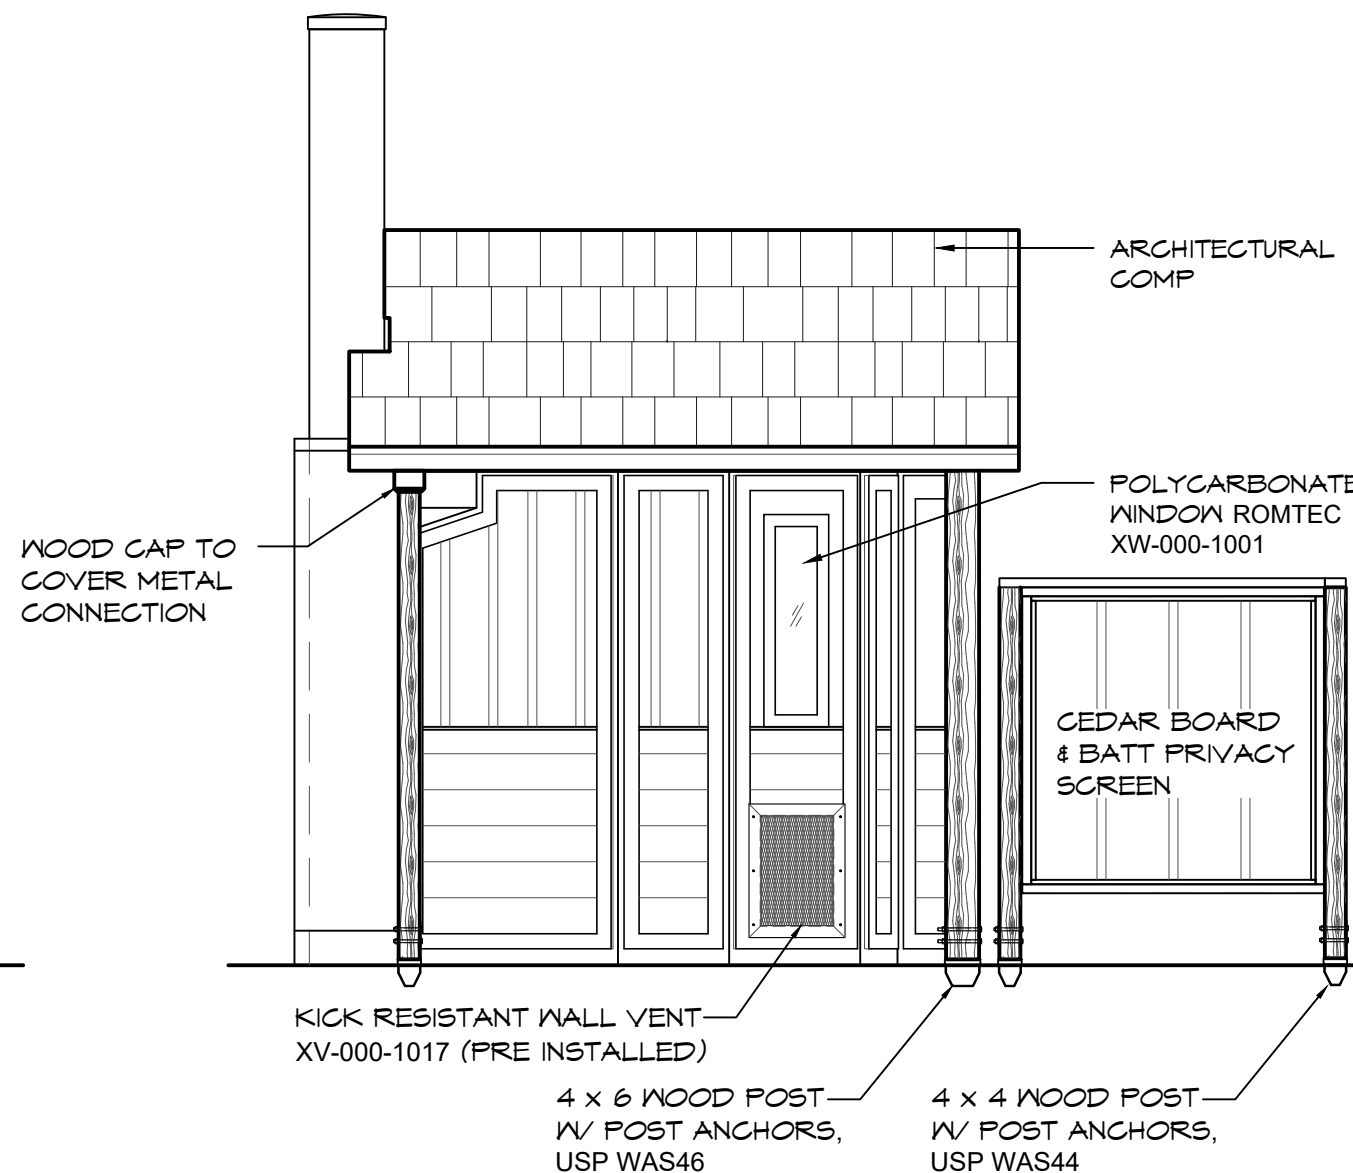 ARCHITECTURAL
COMP
POLYCARBONATE
WINDOW ROMTEC
XW-000-1001
WOOD CAP TO
COVER METAL
CONNECTION
CEDAR BOARD
& BATT PRIVACY
SCREEN
KICK RESISTANT WALL VENT
XV-000-1017 (PRE INSTALLED)
4 x 6 WOOD POST
W/ POST ANCHORS,
USP WAS46
4 x 4 WOOD POST
W/ POST ANCHORS,
USP WAS44